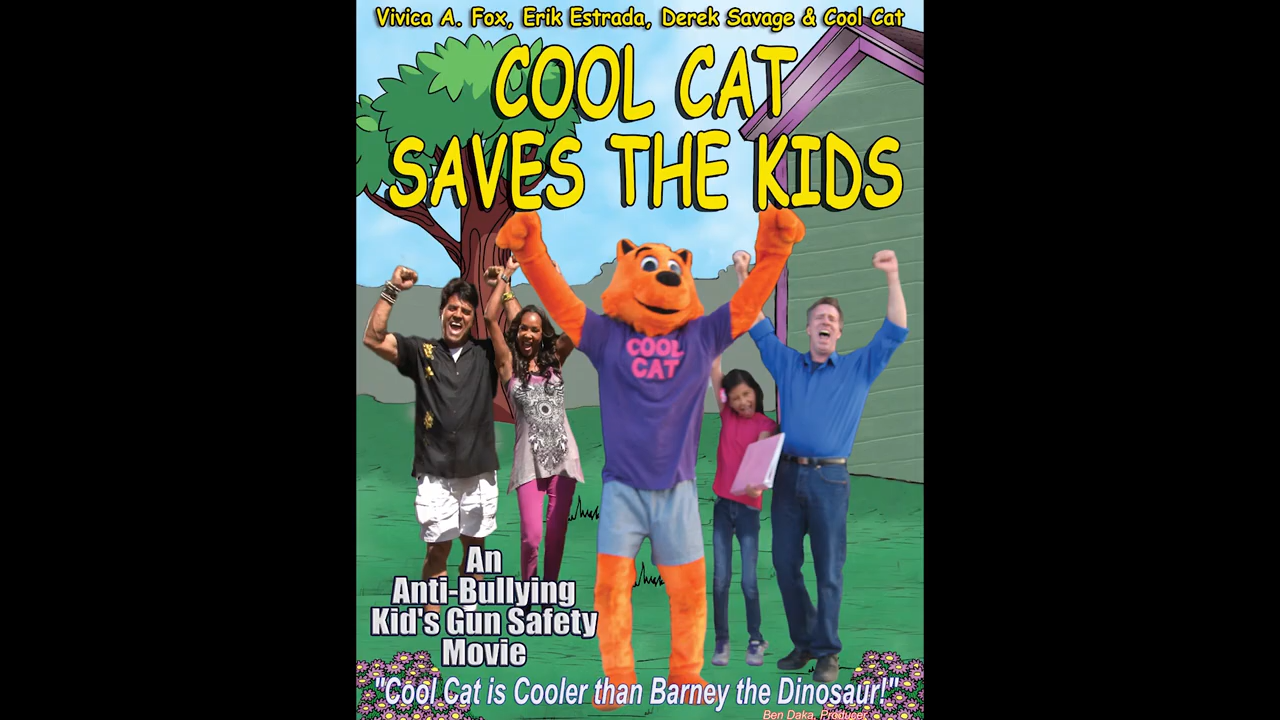 Vivica A. Fox, Erik Estrada, Derek Savage & Cool Cat
COOL CAT
SAVES THE KIDS
COOL
CAT
An
Anti-Bullying
Kid's Gun Safety
Movie
"Cool Cat is Cooler than Barney the Dinosaur!"
Ben Daka, Producer